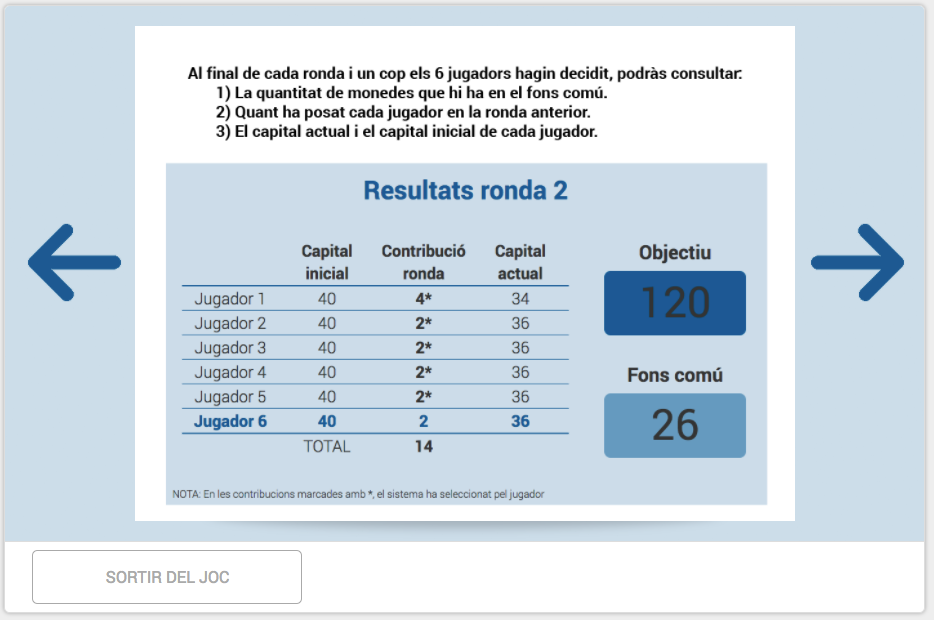 Al final de cada ronda i un cop els 6 jugadors hagin decidit, podràs consultar:
1) La quantitat de monedes que hi ha en el fons comú.
2) Quant ha posat cada jugador en la ronda anterior.
3) El capital actual i el capital inicial de cada jugador.
Resultats ronda 2
Capital inicial Contribució ronda Capital actual
Jugador 1 40 4* 34
Jugador 2 40 2* 36
Jugador 3 40 2* 36
Jugador 4 40 2* 36
Jugador 5 40 2* 36
Jugador 6 40 2 36
TOTAL 14
Objectiu
120
Fons comú
26
NOTA: En les contribucions marcades amb *, el sistema ha seleccionat pel jugador
SORTIR DEL JOC